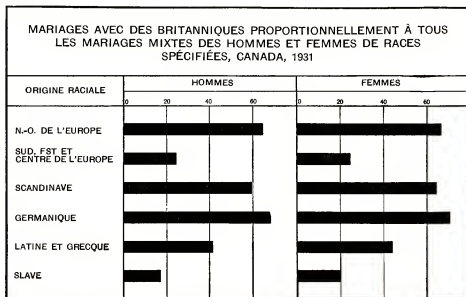 MARIAGES AVEC DES BRITANNIQUES PROPORTIONNELLEMENT À TOUS
LES MARIAGES MIXTES DES HOMMES ET FEMMES DE RACES
SPÉCIFIÉES, CANADA, 1931
ORIGINE RACIALE
HOMMES
FEMMES
0 20 40 60
0 20 40 60
N.-O. DE L'EUROPE
SUD, EST ET
CENTRE DE L'EUROPE
SCANDINAVE
GERMANIQUE
LATINE ET GRECQUE
SLAVE